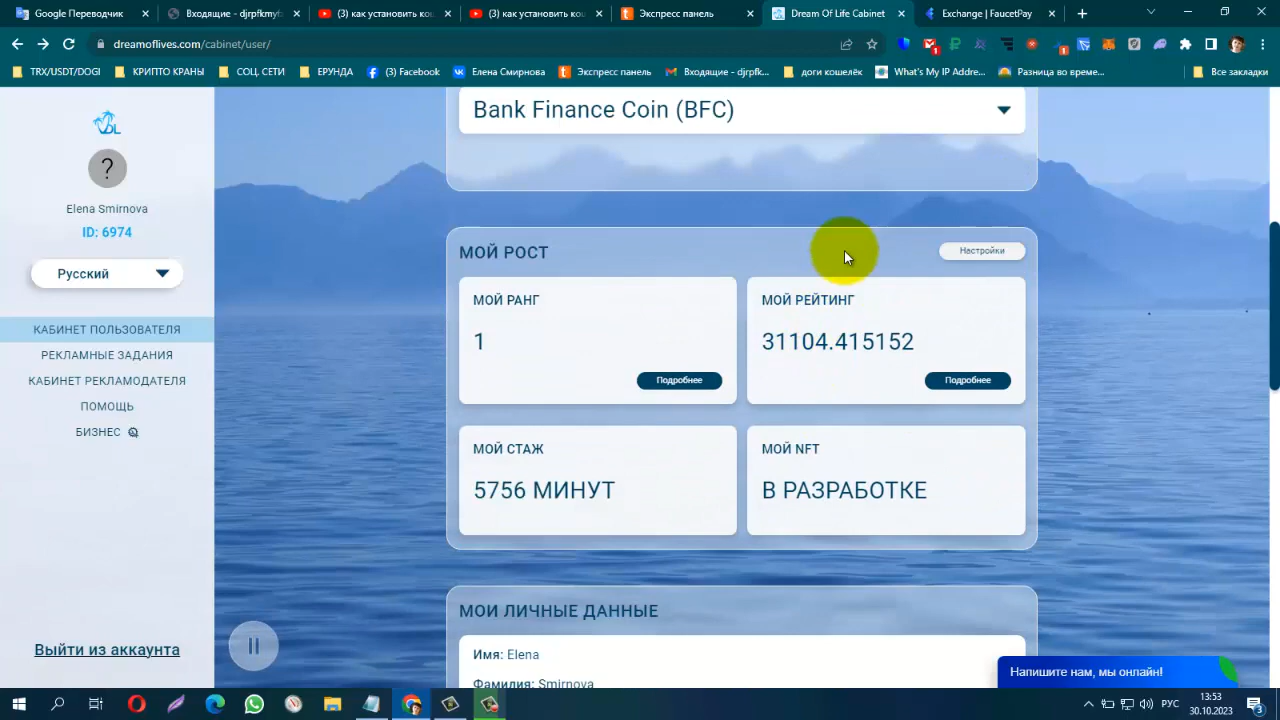 Google Переводчик
Входящие - djrpfkmyb
(3) как установить кош
(3) как установить кош
Экспресс панель
Dream Of Life Cabinet
Exchange | FaucetPay
dreamoflives.com/cabinet/user/
TRX/USDT/DOGI
КРИПТО КРАНЫ
СОЦ. СЕТИ
ЕРУНДА
(3) Facebook
Елена Смирнова
Экспресс панель
Входящие - djrpfk...
доги кошелёк
What's My IP Addre...
Разница во време...
Все закладки
Elena Smirnova
ID: 6974
Русский
КАБИНЕТ ПОЛЬЗОВАТЕЛЯ
РЕКЛАМНЫЕ ЗАДАНИЯ
КАБИНЕТ РЕКЛАМОДАТЕЛЯ
ПОМОЩЬ
БИЗНЕС
Выйти из аккаунта
Bank Finance Coin (BFC)
МОЙ РОСТ
Настройки
МОЙ РАНГ
1
Подробнее
МОЙ РЕЙТИНГ
31104.415152
Подробнее
МОЙ СТАЖ
5756 МИНУТ
МОЙ NFT
В РАЗРАБОТКЕ
МОИ ЛИЧНЫЕ ДАННЫЕ
Имя: Elena
Фамилия: Smirnova
Напишите нам, мы онлайн!
РУС
13:53
30.10.2023